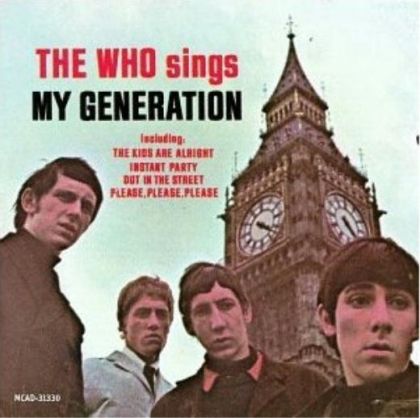 THE WHO sings
MY GENERATION
Including:
THE KIDS ARE ALRIGHT
INSTANT PARTY
OUT IN THE STREET
PLEASE, PLEASE, PLEASE
MCAD-31330